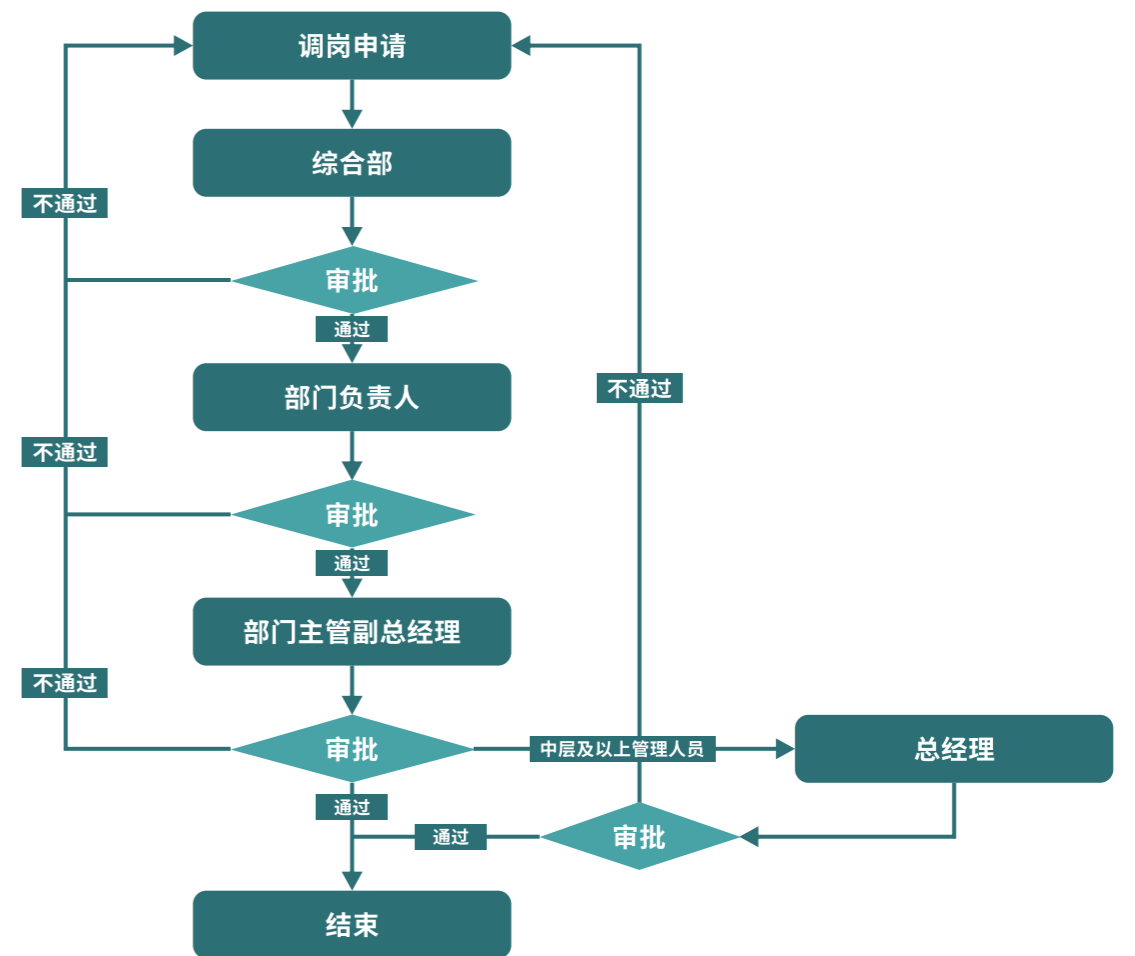 调岗申请
综合部
不通过
审批
通过
部门负责人
不通过
不通过
审批
通过
部门主管副总经理
不通过
审批
中层及以上管理人员
总经理
通过
通过
审批
结束